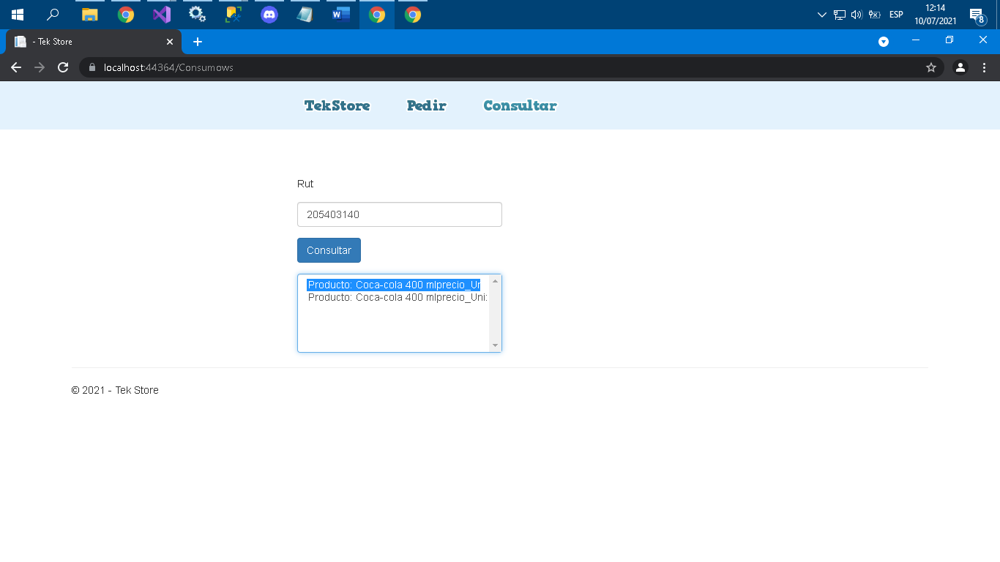 ESP
12:14
10/07/2021
8
- Tek Store
localhost:44364/Consumows
TekStore Pedir Consultar
Rut
205403140
Consultar
Producto: Coca-cola 400 mlprecio_Un
Producto: Coca-cola 400 mlprecio_Uni:
© 2021 - Tek Store